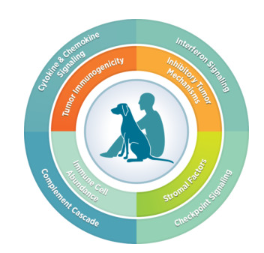 Cytokine & Chemokine
Signaling
Interferon Signaling
Tumor Immunogenicity
Inhibitory Tumor
Mechanisms
Immune Cell
Abundance
Stromal Factors
Complement Cascade
Checkpoint Signaling